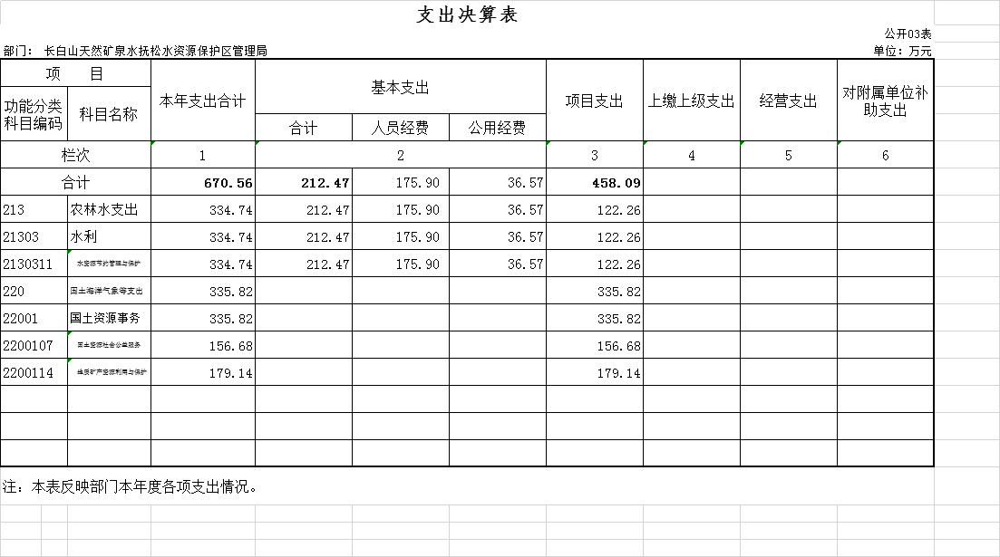 支出决算表
公开03表
部门： 长白山天然矿泉水抚松水资源保护区管理局 单位：万元
项 目 本年支出合计 基本支出 项目支出 上缴上级支出 经营支出 对附属单位补
助支出
功能分类
科目编码 科目名称 合计 人员经费 公用经费
栏次 1 2 3 4 5 6
合计 670.56 212.47 175.90 36.57 458.09
213 农林水支出 334.74 212.47 175.90 36.57 122.26
21303 水利 334.74 212.47 175.90 36.57 122.26
2130311 水资源节约管理与保护 334.74 212.47 175.90 36.57 122.26
220 国土海洋气象等支出 335.82 335.82
22001 国土资源事务 335.82 335.82
2200107 国土资源社会公益服务 156.68 156.68
2200114 地质矿产资源利用与保护 179.14 179.14
注：本表反映部门本年度各项支出情况。